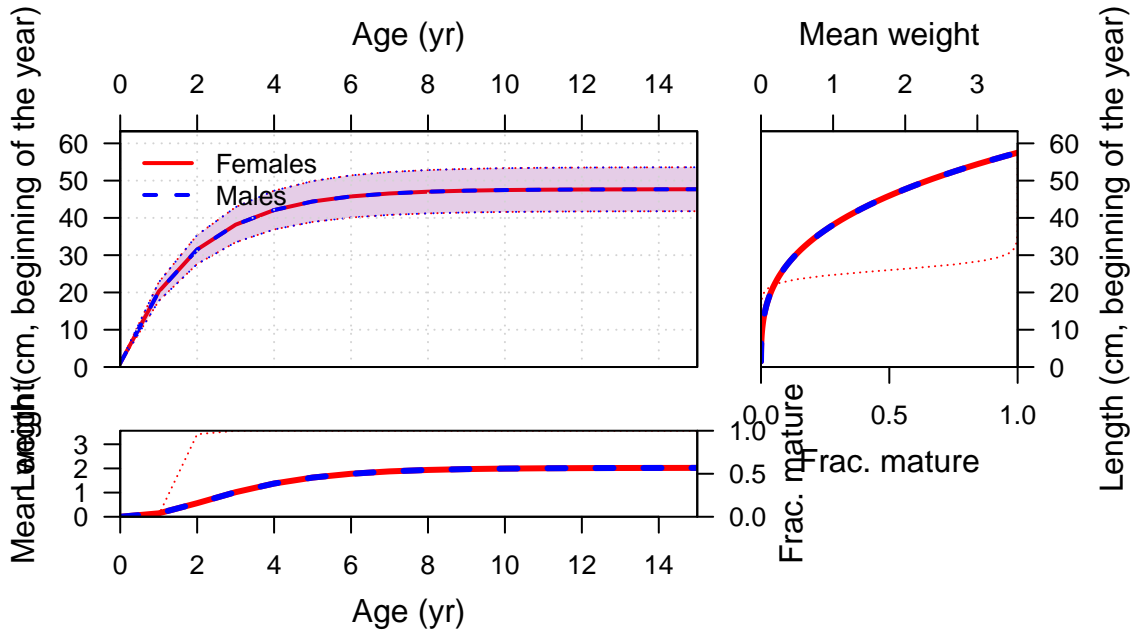 Age (yr)
Mean weight
0 2 4 6 8 10 12 14
0 1 2 3
Length (cm, beginning of the year)
60
50
40
30
20
10
0
Females
Males
Length (cm, beginning of the year)
60
50
40
30
20
10
0
0.0 0.5 1.0
Frac. mature
Mean weight
3
2
1
0
1.0
0.5
0.0
Frac. mature
0 2 4 6 8 10 12 14
Age (yr)